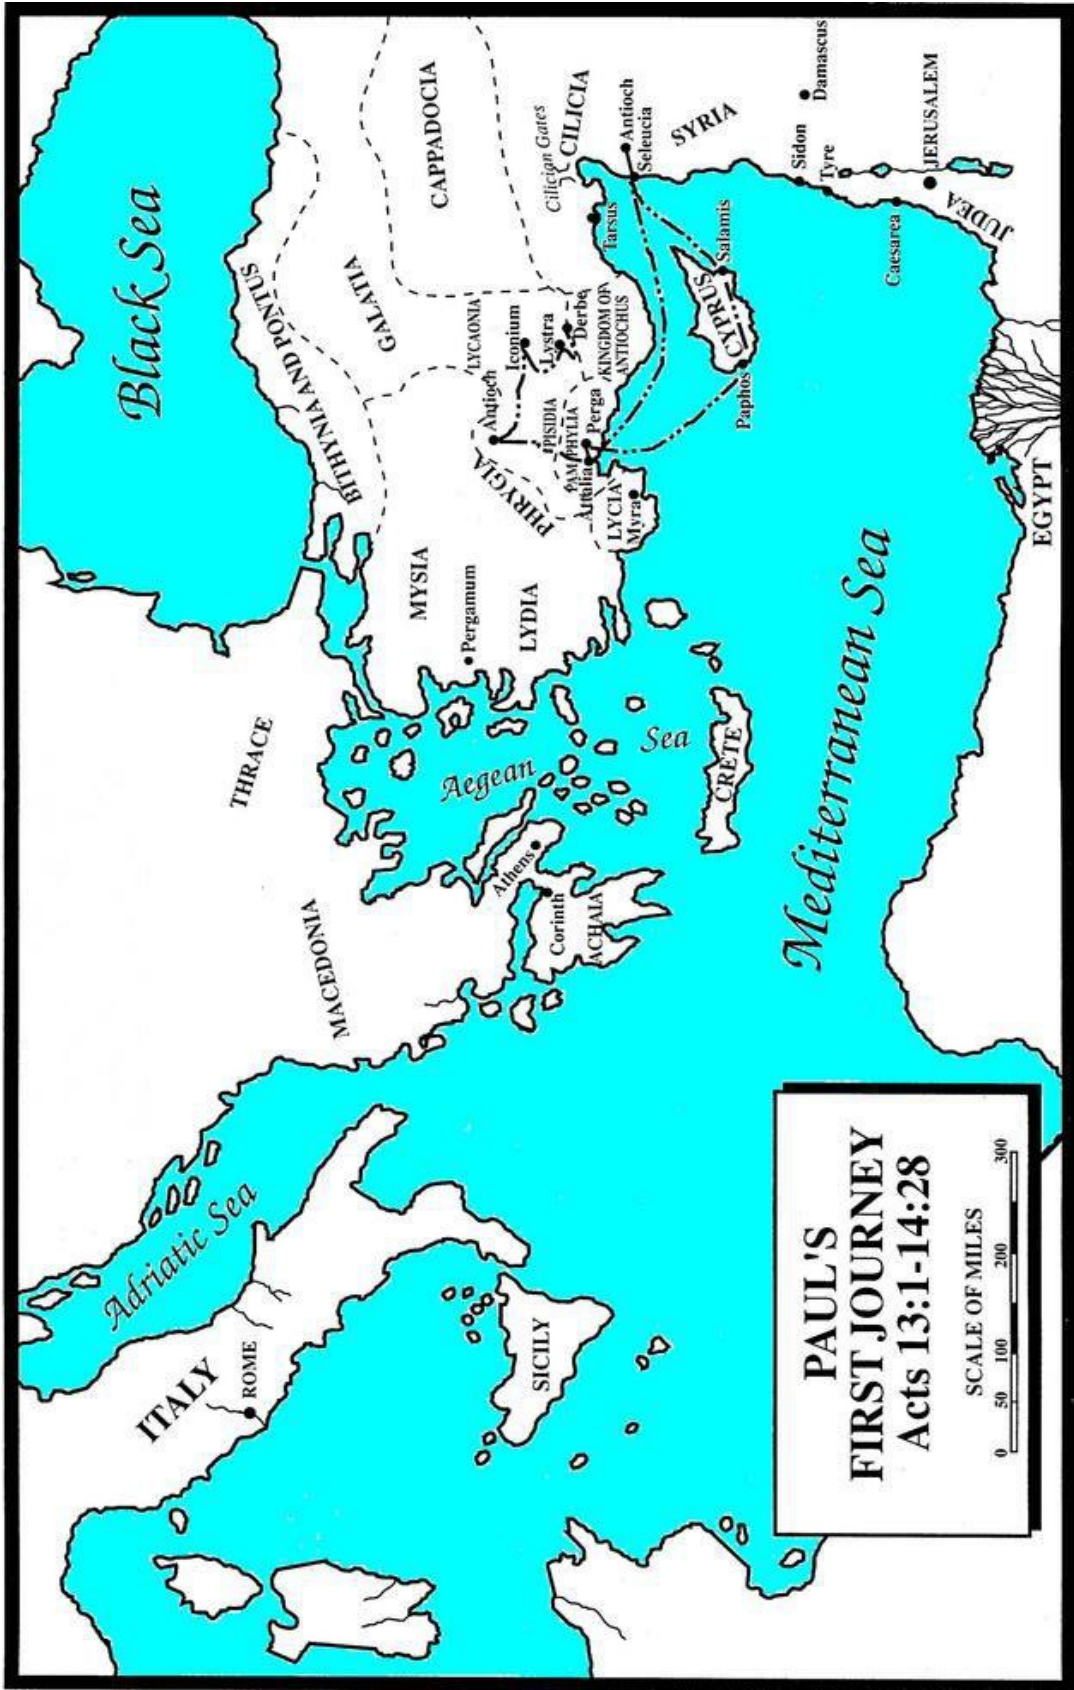 Black Sea
Adriatic Sea
ITALY
ROME
THRACE
MACEDONIA
BITHYNIA AND PONTUS
GALATIA
CAPPADOCIA
MYSIA
Pergamum
LYDIA
PHRYGIA
Antioch
LYCAONIA
Iconium
Lystra
Derbe
PISIDIA
PAMPHYLIA
Perga
Attalia
LYCIA
Myra
KINGDOM OF
ANTIOCHUS
Cilician Gates
CILICIA
Tarsus
Antioch
Seleucia
SYRIA
Aegean
Sea
Athens
Corinth
ACHAIA
SICILY
CRETE
CYPRUS
Salamis
Paphos
Damascus
Sidon
Tyre
Caesarea
JERUSALEM
JUDEA
Mediterranean Sea
EGYPT
PAUL'S
FIRST JOURNEY
Acts 13:1-14:28
SCALE OF MILES
0 50 100 200 300